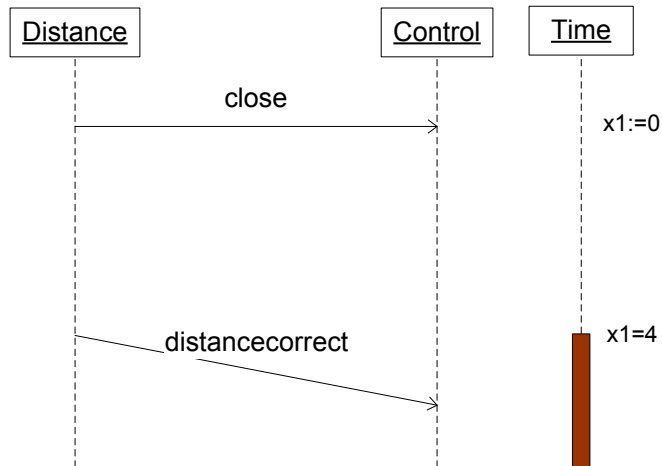 Distance
Control
Time
close
x1:=0
distancecorrect
x1=4